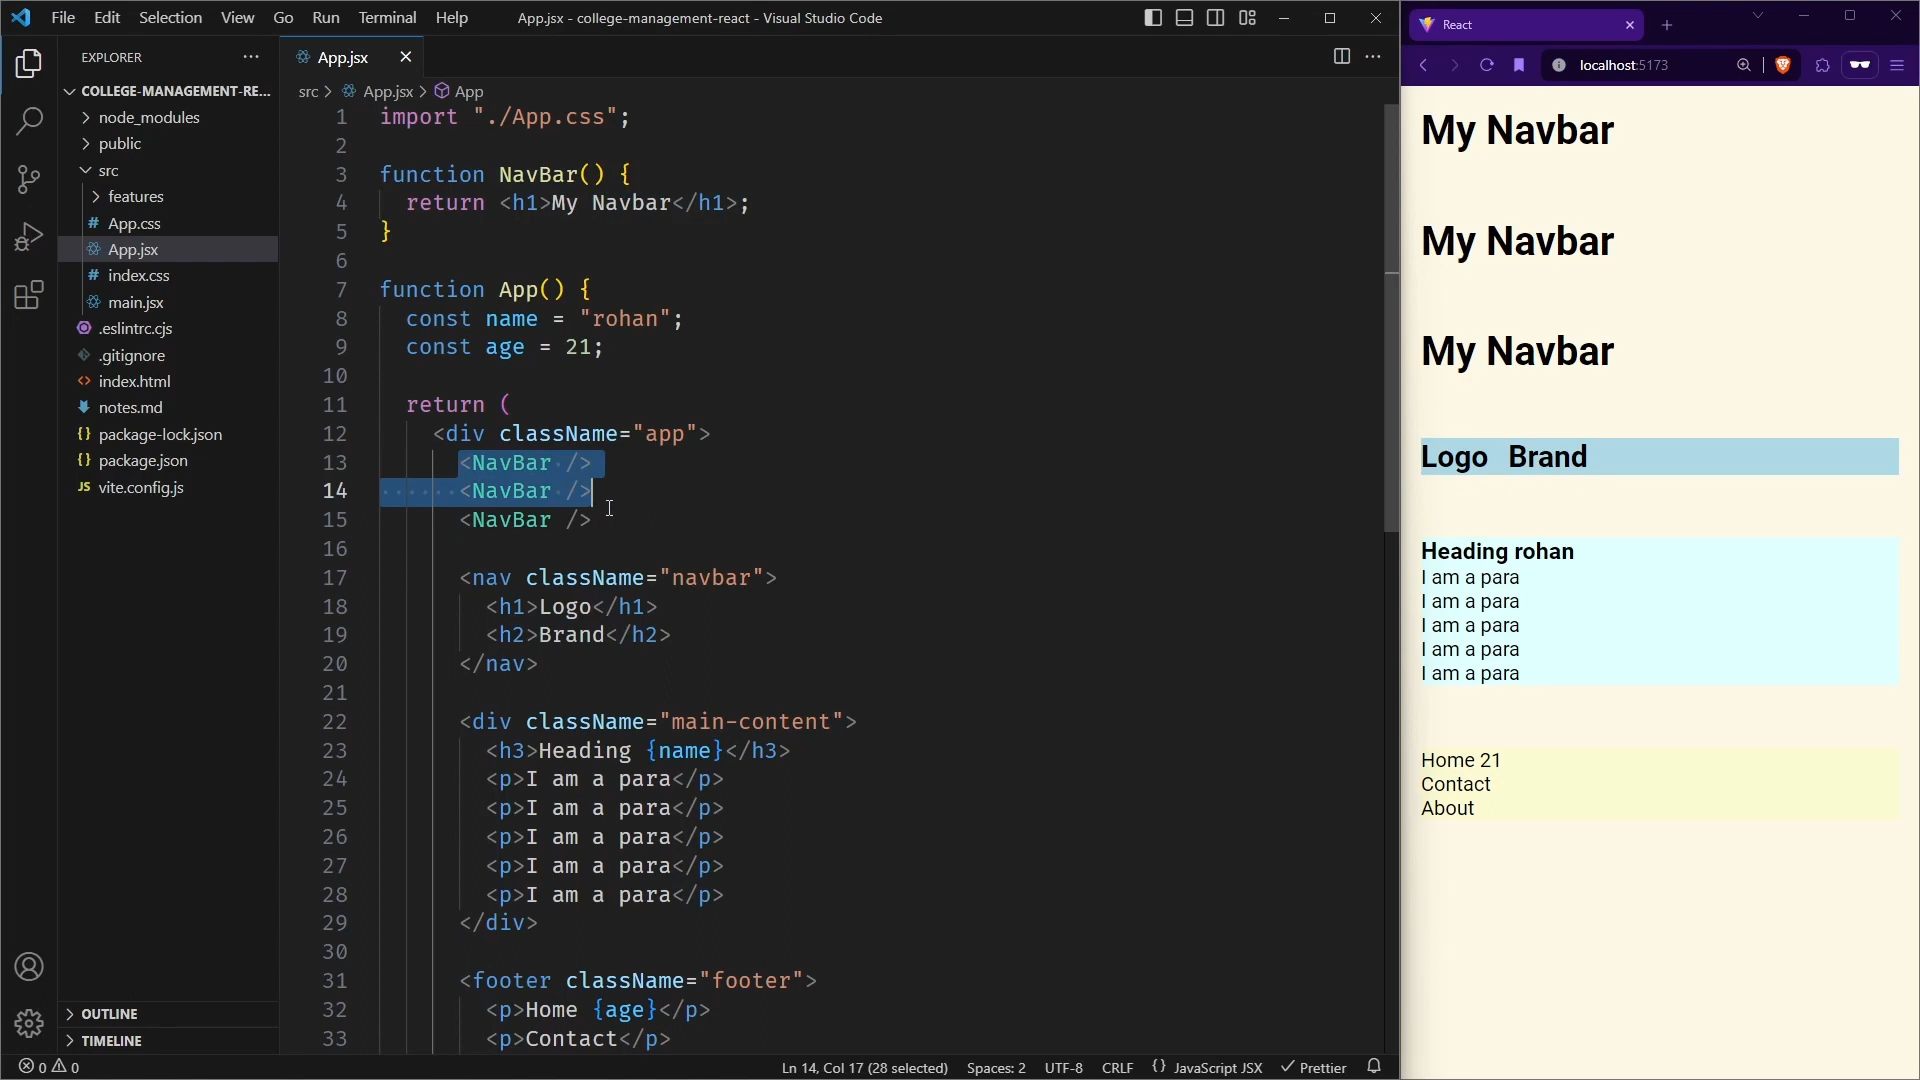 File Edit Selection View Go Run Terminal Help
App.jsx - college-management-react - Visual Studio Code
EXPLORER
COLLEGE-MANAGEMENT-RE...
node_modules
public
src
features
# App.css
App.jsx
# index.css
main.jsx
.eslintrc.cjs
.gitignore
<> index.html
notes.md
{} package-lock.json
{} package.json
JS vite.config.js
OUTLINE
TIMELINE
App.jsx
src > App.jsx > App
1 import "./App.css";
2
3 function NavBar() {
4 return <h1>My Navbar</h1>;
5 }
6
7 function App() {
8 const name = "rohan";
9 const age = 21;
10
11 return (
12 <div className="app">
13 <NavBar />
14 <NavBar />
15 <NavBar />
16
17 <nav className="navbar">
18 <h1>Logo</h1>
19 <h2>Brand</h2>
20 </nav>
21
22 <div className="main-content">
23 <h3>Heading {name}</h3>
24 <p>I am a para</p>
25 <p>I am a para</p>
26 <p>I am a para</p>
27 <p>I am a para</p>
28 <p>I am a para</p>
29 </div>
30
31 <footer className="footer">
32 <p>Home {age}</p>
33 <p>Contact</p>
0 0
Ln 14, Col 17 (28 selected) Spaces: 2 UTF-8 CRLF {} JavaScript JSX Prettier
React
localhost:5173
My Navbar
My Navbar
My Navbar
Logo Brand
Heading rohan
I am a para
I am a para
I am a para
I am a para
I am a para
Home 21
Contact
About